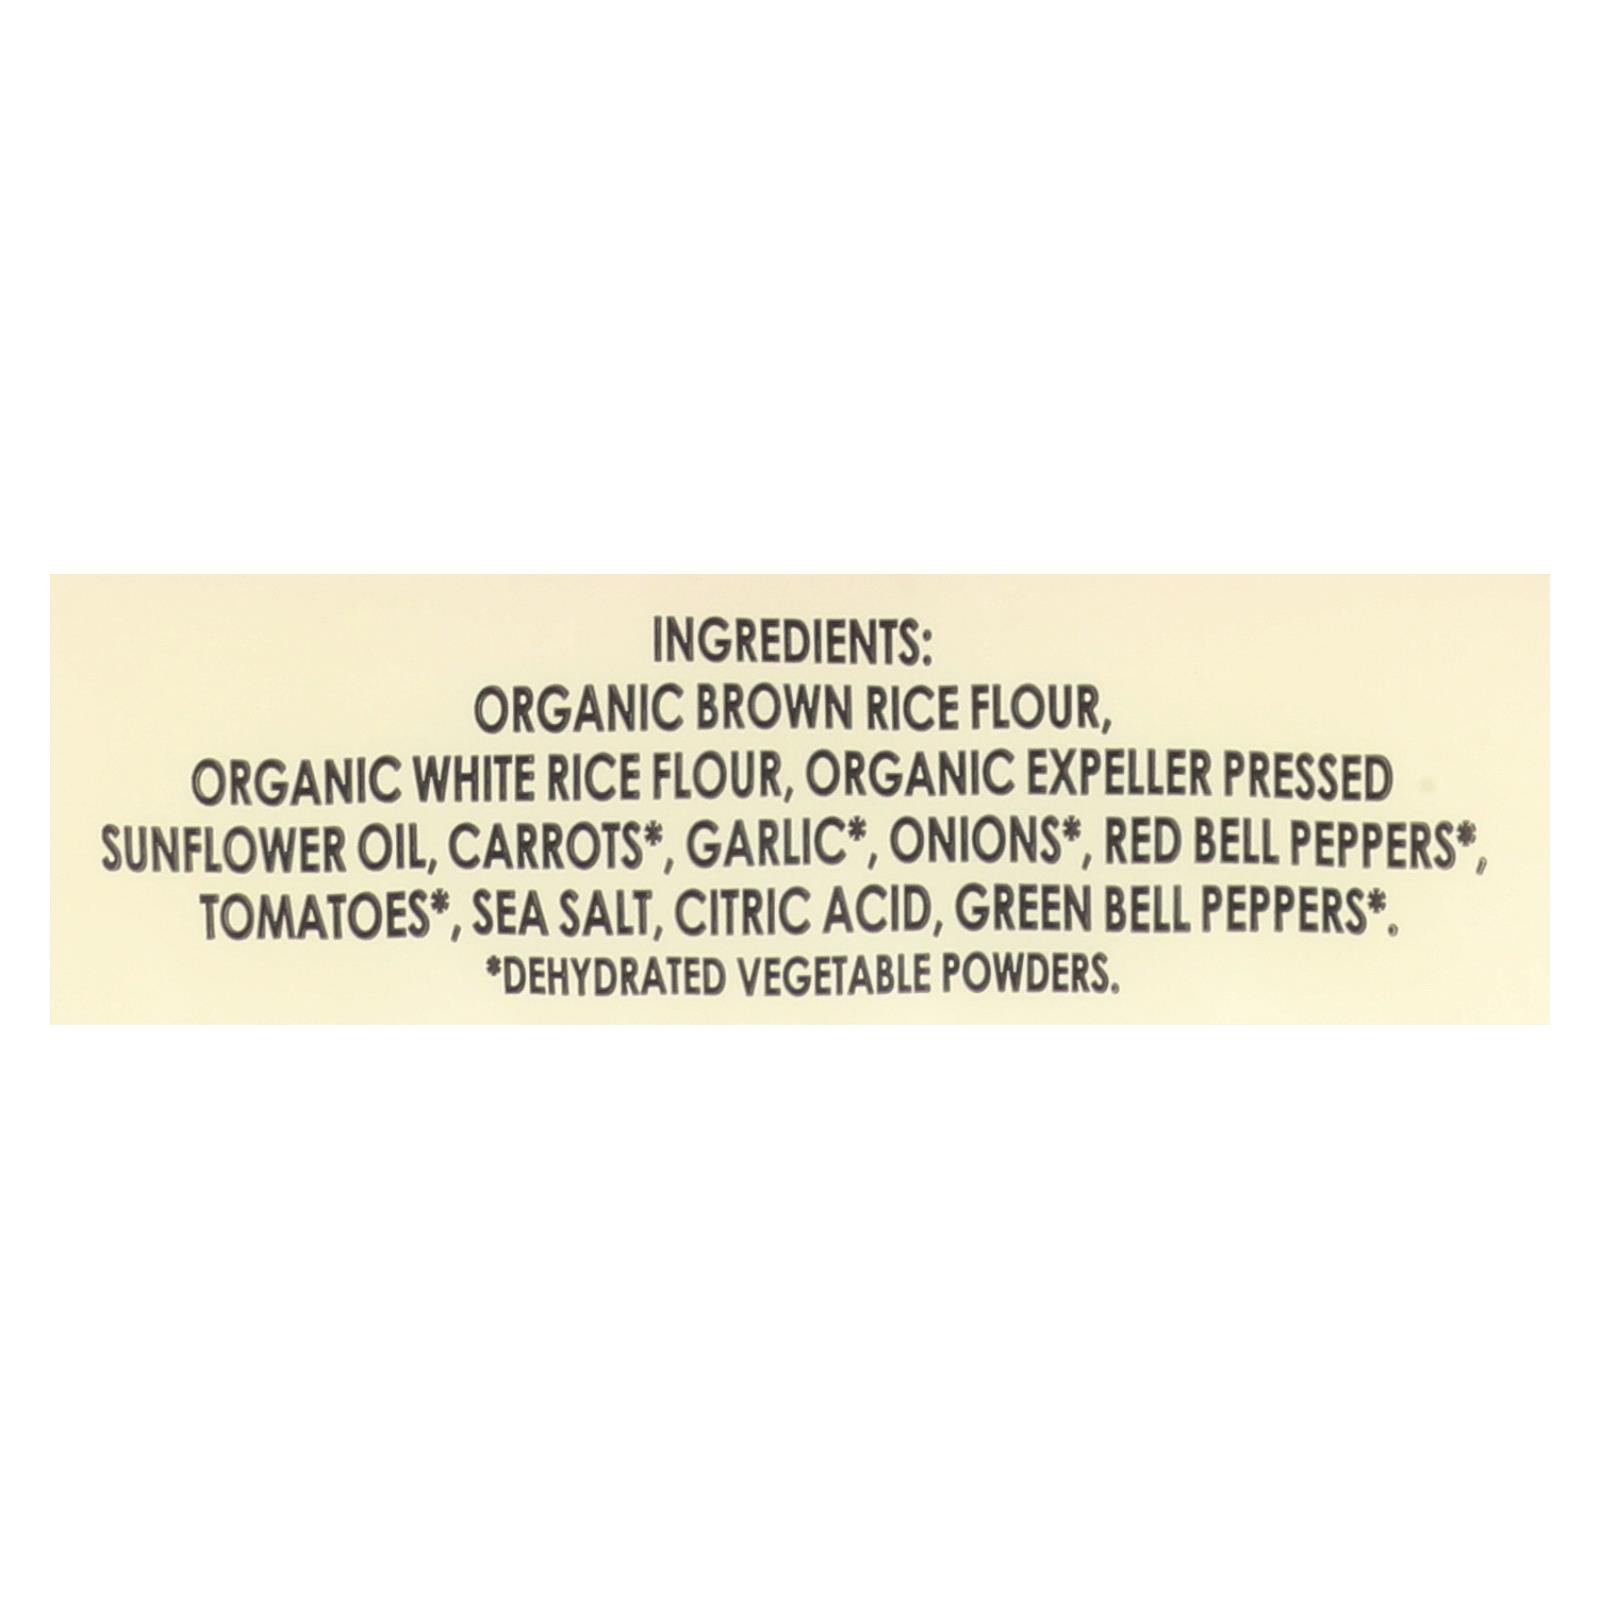 INGREDIENTS:
ORGANIC BROWN RICE FLOUR,
ORGANIC WHITE RICE FLOUR, ORGANIC EXPELLER PRESSED
SUNFLOWER OIL, CARROTS*, GARLIC*, ONIONS*, RED BELL PEPPERS*,
TOMATOES*, SEA SALT, CITRIC ACID, GREEN BELL PEPPERS*.
*DEHYDRATED VEGETABLE POWDERS.